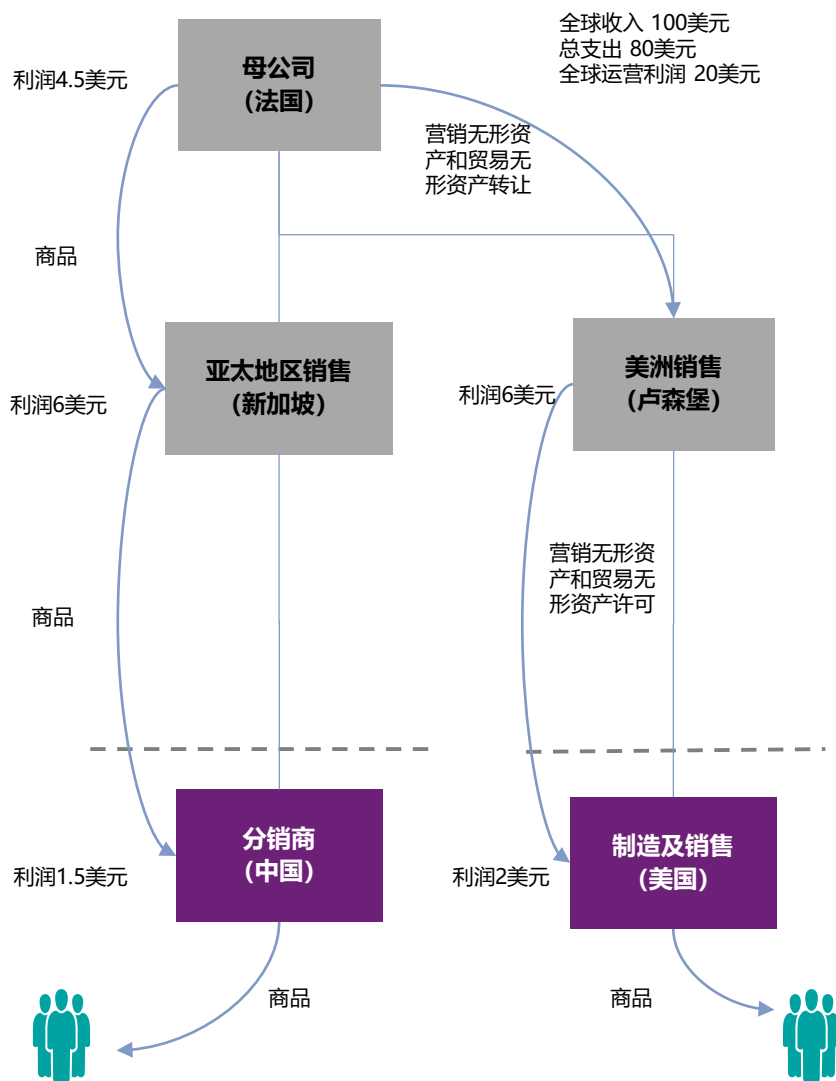 全球收入 100美元
总支出 80美元
全球运营利润 20美元
母公司
（法国）
利润4.5美元
营销无形资
产和贸易无
形资产转让
商品
亚太地区销售
（新加坡）
利润6美元
美洲销售
（卢森堡）
利润6美元
营销无形资
产和贸易无
形资产许可
商品
分销商
（中国）
利润1.5美元
制造及销售
（美国）
利润2美元
商品
商品